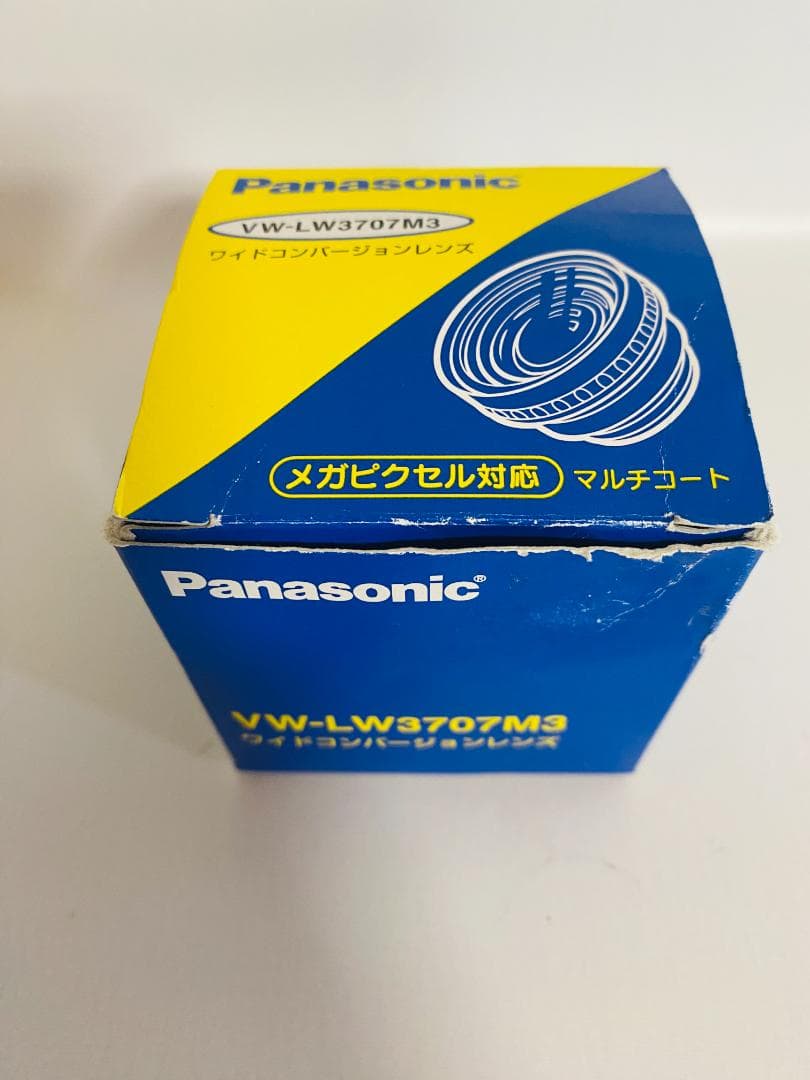 Panasonic
VW-LW3707M3
ワイドコンバージョンレンズ
メガピクセル対応 マルチコート
Panasonic®
VW-LW3707M3
ワイドコンバージョンレンズ